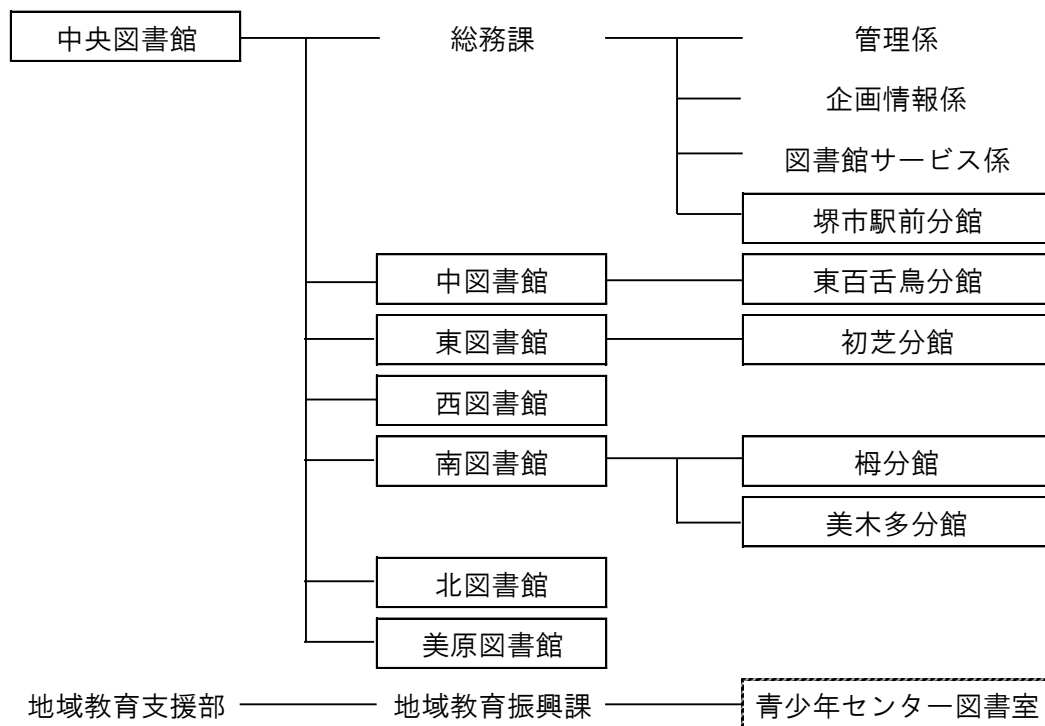 中央図書館
総務課
管理係
企画情報係
図書館サービス係
堺市駅前分館
中図書館
東百舌鳥分館
東図書館
初芝分館
西図書館
南図書館
栂分館
美木多分館
北図書館
美原図書館
地域教育支援部
地域教育振興課
青少年センター図書室